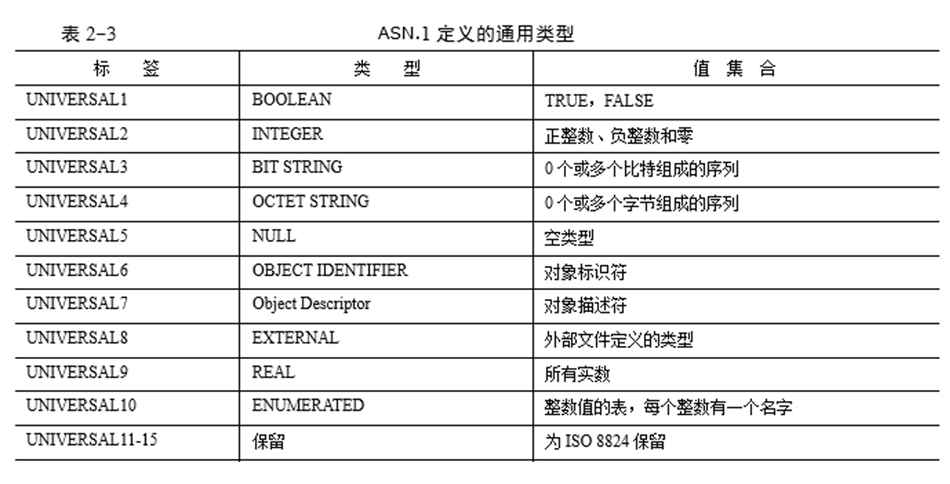 表 2-3 ASN.1 定义的通用类型
标 签 类 型 值 集 合
UNIVERSAL1 BOOLEAN TRUE，FALSE
UNIVERSAL2 INTEGER 正整数、负整数和零
UNIVERSAL3 BIT STRING 0 个或多个比特组成的序列
UNIVERSAL4 OCTET STRING 0 个或多个字节组成的序列
UNIVERSAL5 NULL 空类型
UNIVERSAL6 OBJECT IDENTIFIER 对象标识符
UNIVERSAL7 Object Descriptor 对象描述符
UNIVERSAL8 EXTERNAL 外部文件定义的类型
UNIVERSAL9 REAL 所有实数
UNIVERSAL10 ENUMERATED 整数值的表，每个整数有一个名字
UNIVERSAL11-15 保留 为 ISO 8824 保留